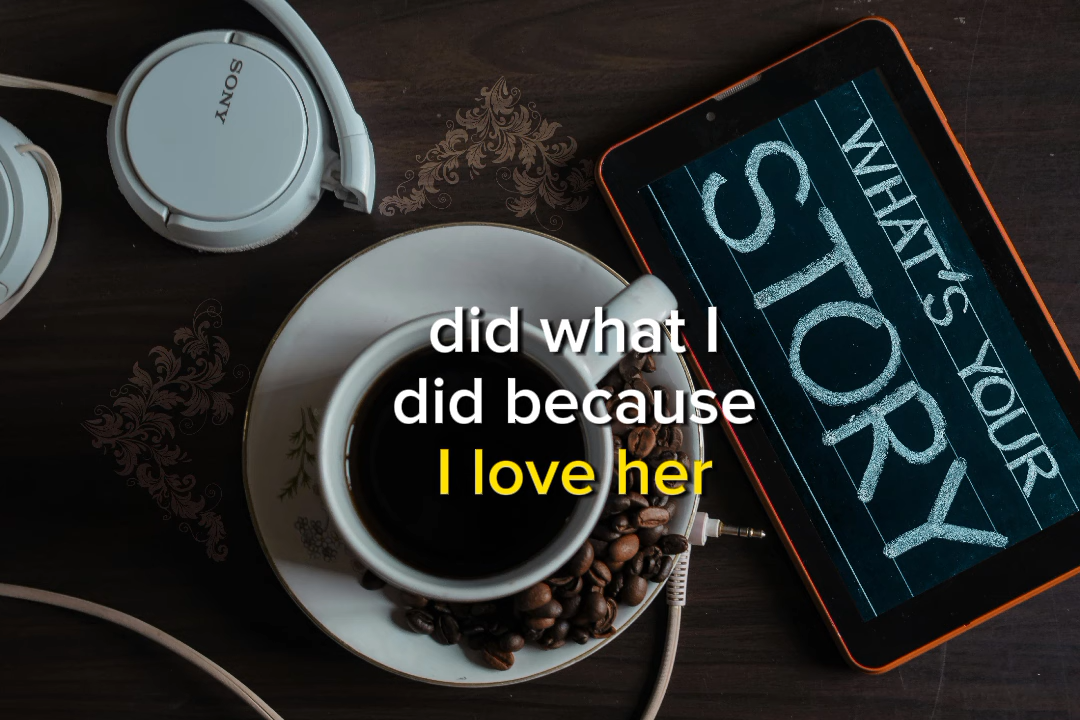 SONY
WHAT'S YOUR
STORY
did what I
did because
I love her